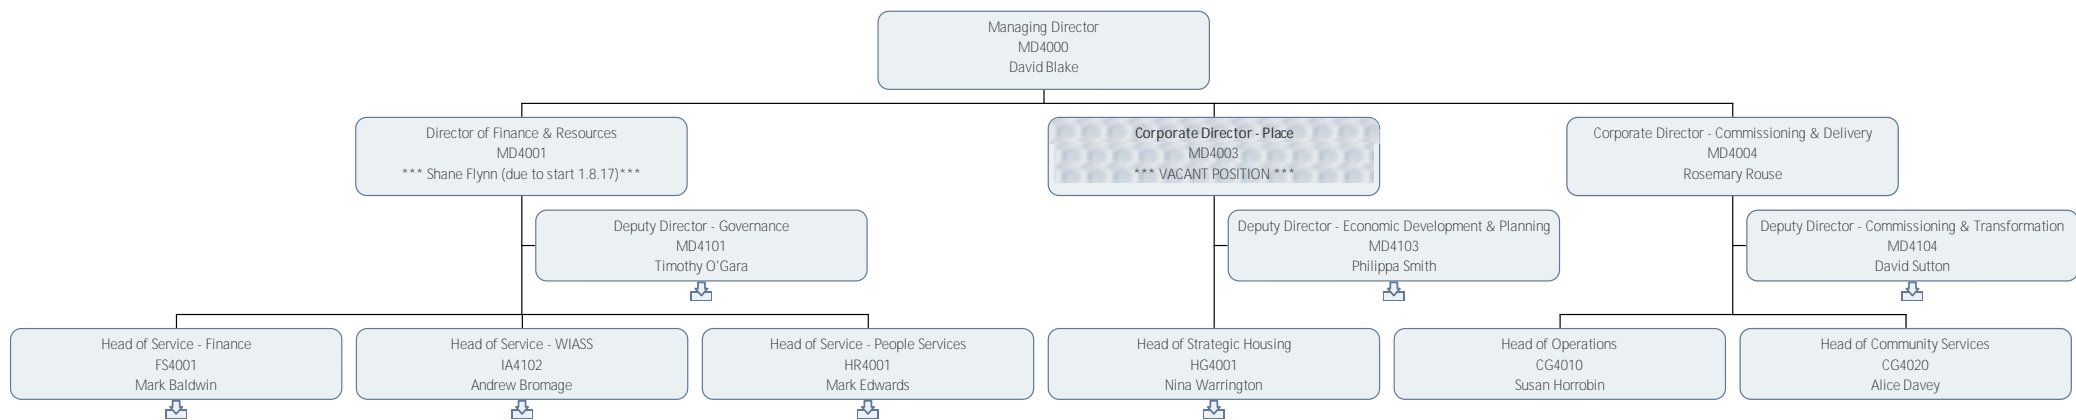 Managing Director
MD4000
David Blake
Director of Finance & Resources
MD4001
*** Shane Flynn (due to start 1.8.17)***
Corporate Director - Place
MD4003
*** VACANT POSITION ***
Corporate Director - Commissioning & Delivery
MD4004
Rosemary Rouse
Deputy Director - Governance
MD4101
Timothy O'Gara
Deputy Director - Economic Development & Planning
MD4103
Philippa Smith
Deputy Director - Commissioning & Transformation
MD4104
David Sutton
Head of Service - Finance
FS4001
Mark Baldwin
Head of Service - WIASS
IA4102
Andrew Bromage
Head of Service - People Services
HR4001
Mark Edwards
Head of Strategic Housing
HG4001
Nina Warrington
Head of Operations
CG4010
Susan Horrobin
Head of Community Services
CG4020
Alice Davey